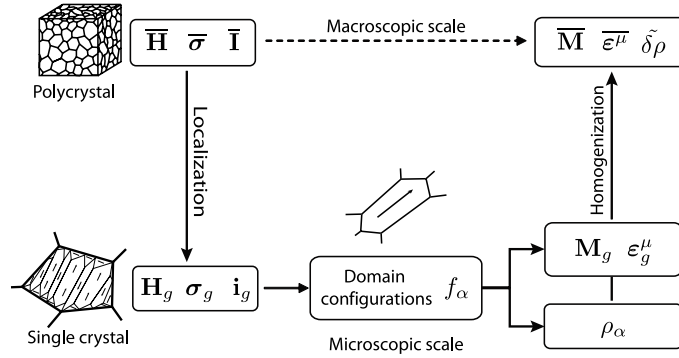 H̅ σ̅ I̅
Macroscopic scale
M̅ ε̅^μ̅ δ̃ρ
Polycrystal
Localization
Homogenization
M_g ε_g^μ
H_g σ_g i_g
Domain
configurations f_α
ρ_α
Single crystal
Microscopic scale